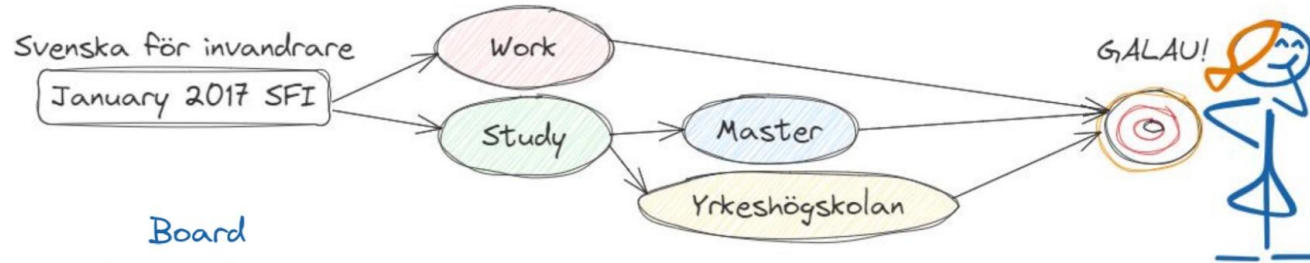 Svenska för invandrare
January 2017 SFI
Work
Study
Master
Yrkeshögskolan
GALAU!
Board